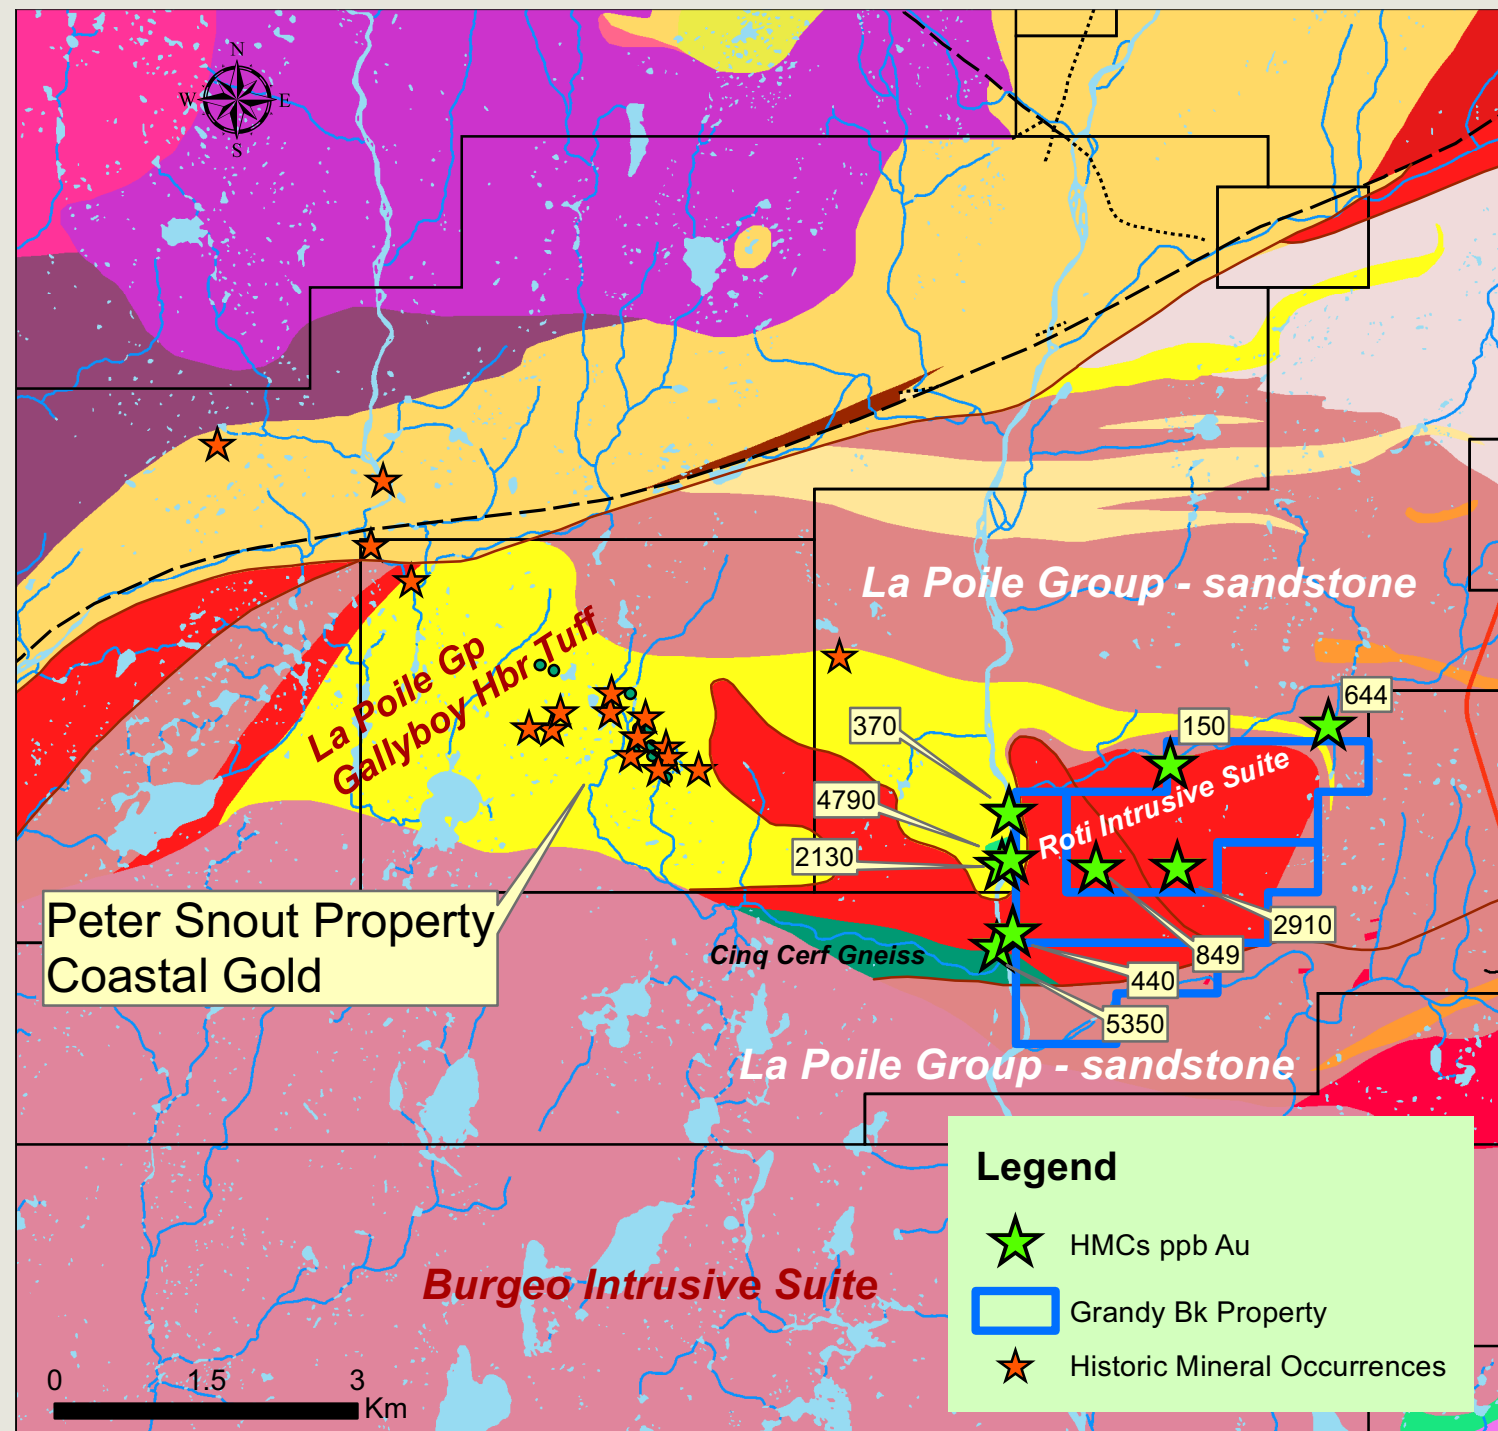 N
W E
S
La Poile Group - sandstone
La Poile Gp
Gallyboy Hbr Tuff
644
370
150
Roti Intrusive Suite
4790
2130
Peter Snout Property
Coastal Gold
2910
Cinq Cerf Gneiss
849
440
5350
La Poile Group - sandstone
Burgeo Intrusive Suite
Legend
HMCs ppb Au
Grandy Bk Property
Historic Mineral Occurrences
0 1.5 3
Km